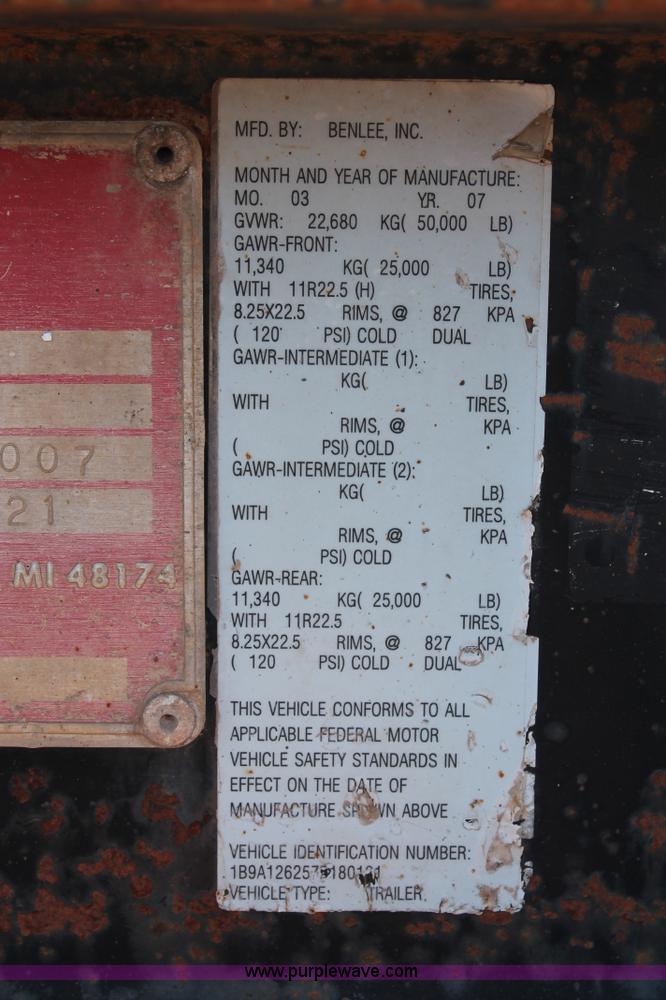 MFD. BY: BENLEE, INC.
MONTH AND YEAR OF MANUFACTURE:
MO. 03 YR. 07
GVWR: 22,680 KG( 50,000 LB)
GAWR-FRONT:
11,340 KG( 25,000 LB)
WITH 11R22.5 (H) TIRES,
8.25X22.5 RIMS, @ 827 KPA
( 120 PSI) COLD DUAL
GAWR-INTERMEDIATE (1):
KG( LB)
WITH TIRES,
RIMS, @ KPA
( PSI) COLD
GAWR-INTERMEDIATE (2):
KG( LB)
WITH TIRES,
RIMS, @ KPA
( PSI) COLD
GAWR-REAR:
11,340 KG( 25,000 LB)
WITH 11R22.5 TIRES,
8.25X22.5 RIMS, @ 827 KPA
( 120 PSI) COLD DUAL
THIS VEHICLE CONFORMS TO ALL
APPLICABLE FEDERAL MOTOR
VEHICLE SAFETY STANDARDS IN
EFFECT ON THE DATE OF
MANUFACTURE SHOWN ABOVE
VEHICLE IDENTIFICATION NUMBER:
VEHICLE TYPE: TRAILER
007
21
MI 48174
www.purplewave.com